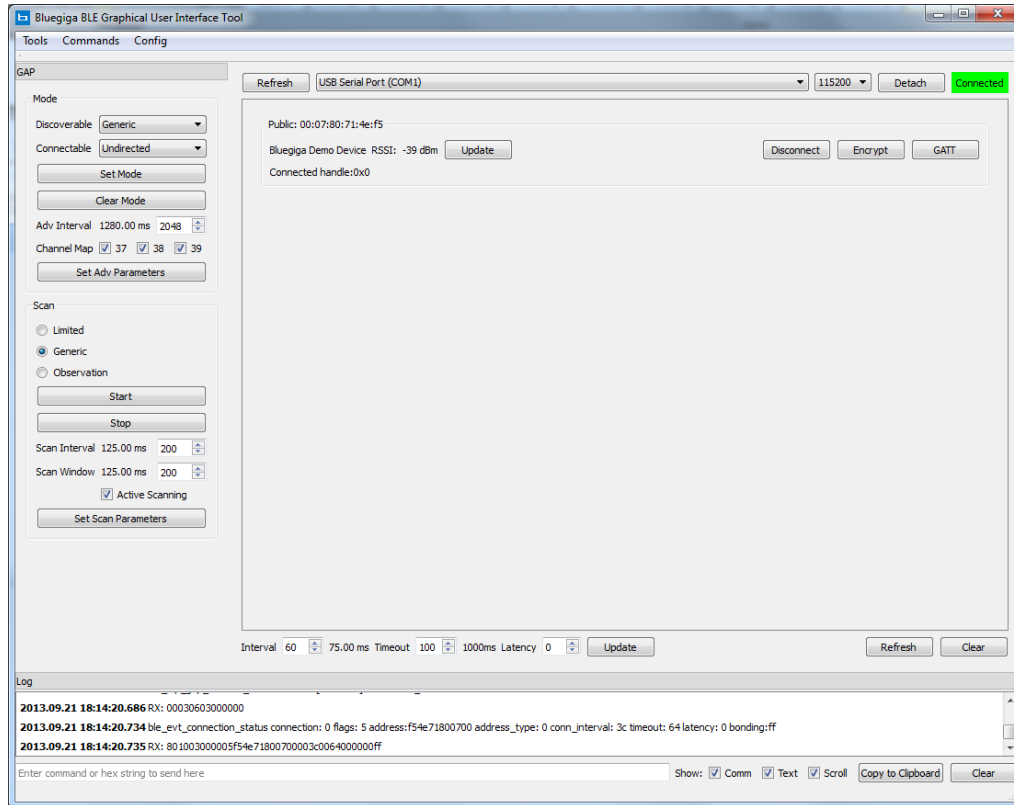 Bluegiga BLE Graphical User Interface Tool
Tools Commands Config
GAP
Mode
Discoverable Generic
Connectable Undirected
Set Mode
Clear Mode
Adv Interval 1280.00 ms 2048
Channel Map 37 38 39
Set Adv Parameters
Scan
Limited
Generic
Observation
Start
Stop
Scan Interval 125.00 ms 200
Scan Window 125.00 ms 200
Active Scanning
Set Scan Parameters
Refresh USB Serial Port (COM1) 115200 Detach Connected
Public: 00:07:80:71:4e:f5
Bluegiga Demo Device RSSI: -39 dBm Update Disconnect Encrypt GATT
Connected handle:0x0
Interval 60 75.00 ms Timeout 100 1000ms Latency 0 Update Refresh Clear
Log
2013.09.21 18:14:20.686 RX: 00030603000000
2013.09.21 18:14:20.734 ble_evt_connection_status connection: 0 flags: 5 address:f54e71800700 address_type: 0 conn_interval: 3c timeout: 64 latency: 0 bonding:ff
2013.09.21 18:14:20.735 RX: 801003000005f54e71800700003c0064000000ff
Enter command or hex string to send here Show: Comm Text Scroll Copy to Clipboard Clear